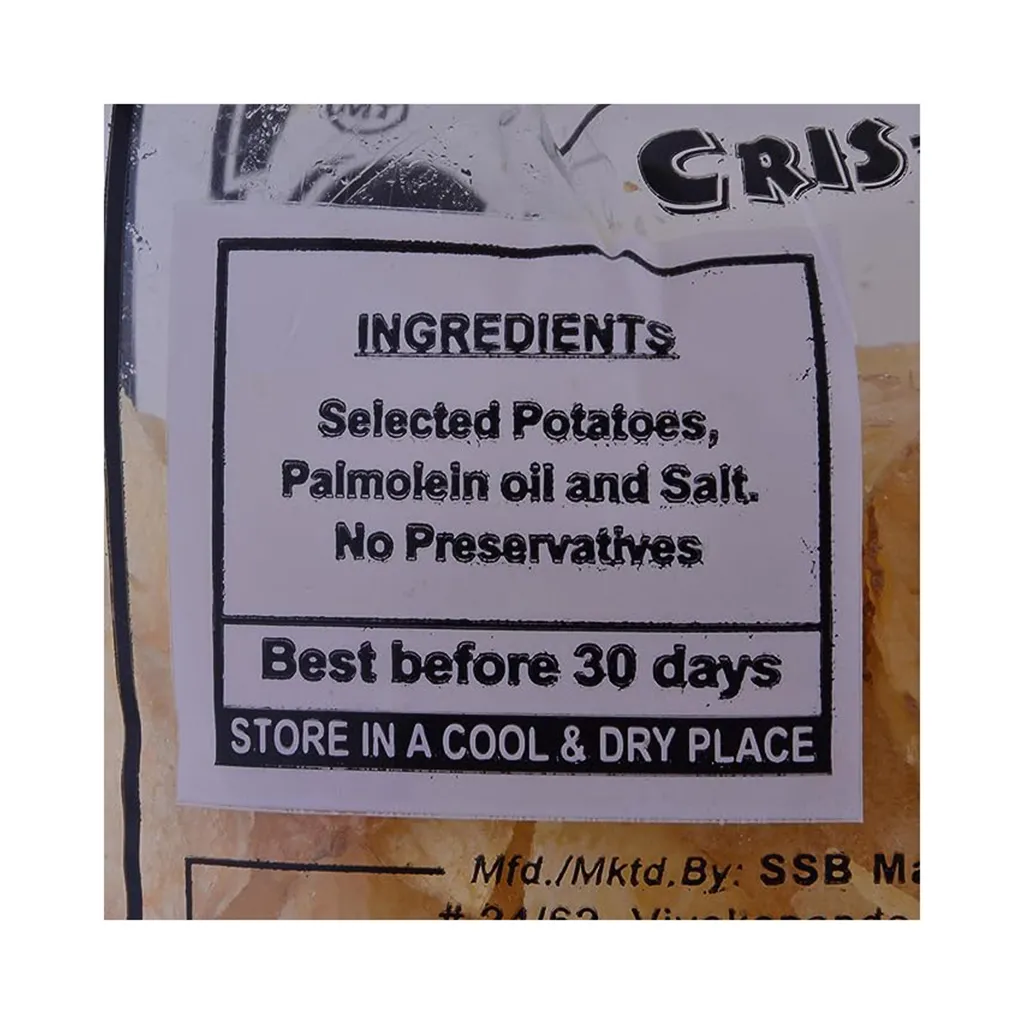 CRIS
INGREDIENTS
Selected Potatoes,
Palmolein oil and Salt.
No Preservatives
Best before 30 days
STORE IN A COOL & DRY PLACE
Mfd./Mktd.By: SSB